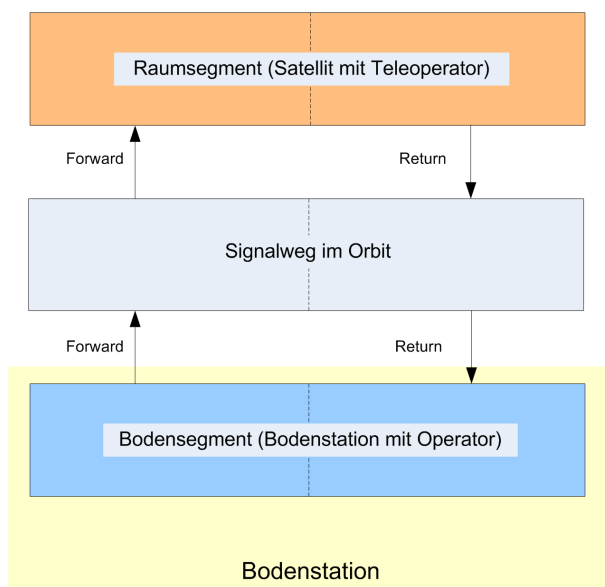 Raumsegment (Satellit mit Teleoperator)
Forward
Return
Signalweg im Orbit
Forward
Return
Bodensegment (Bodenstation mit Operator)
Bodenstation